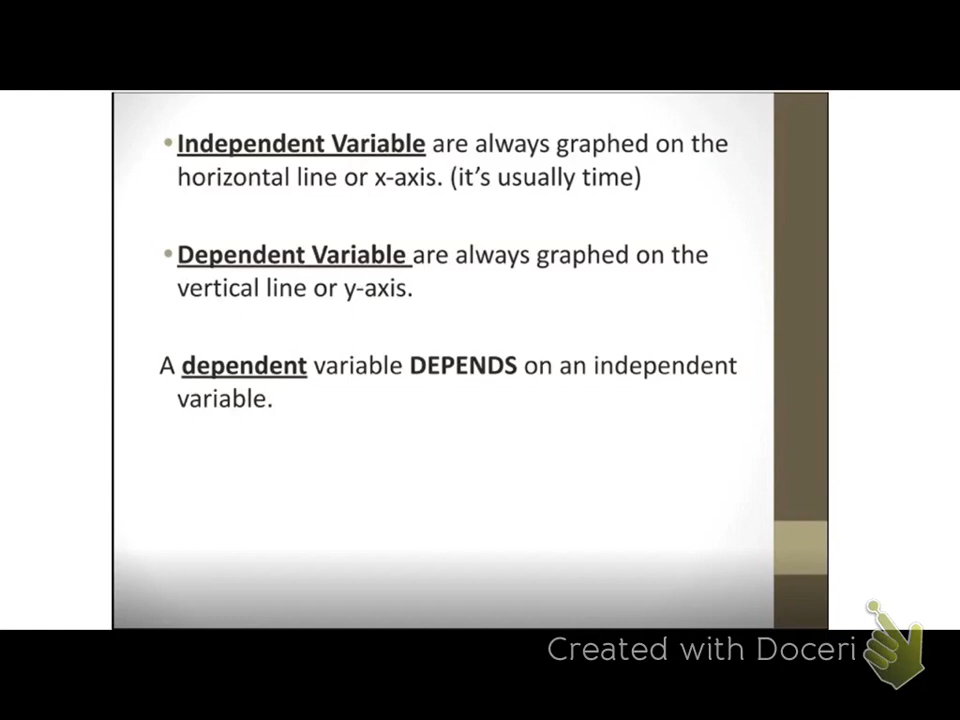 •Independent Variable are always graphed on the
horizontal line or x-axis. (it's usually time)
•Dependent Variable are always graphed on the
vertical line or y-axis.
A dependent variable DEPENDS on an independent
variable.
Created with Doceri